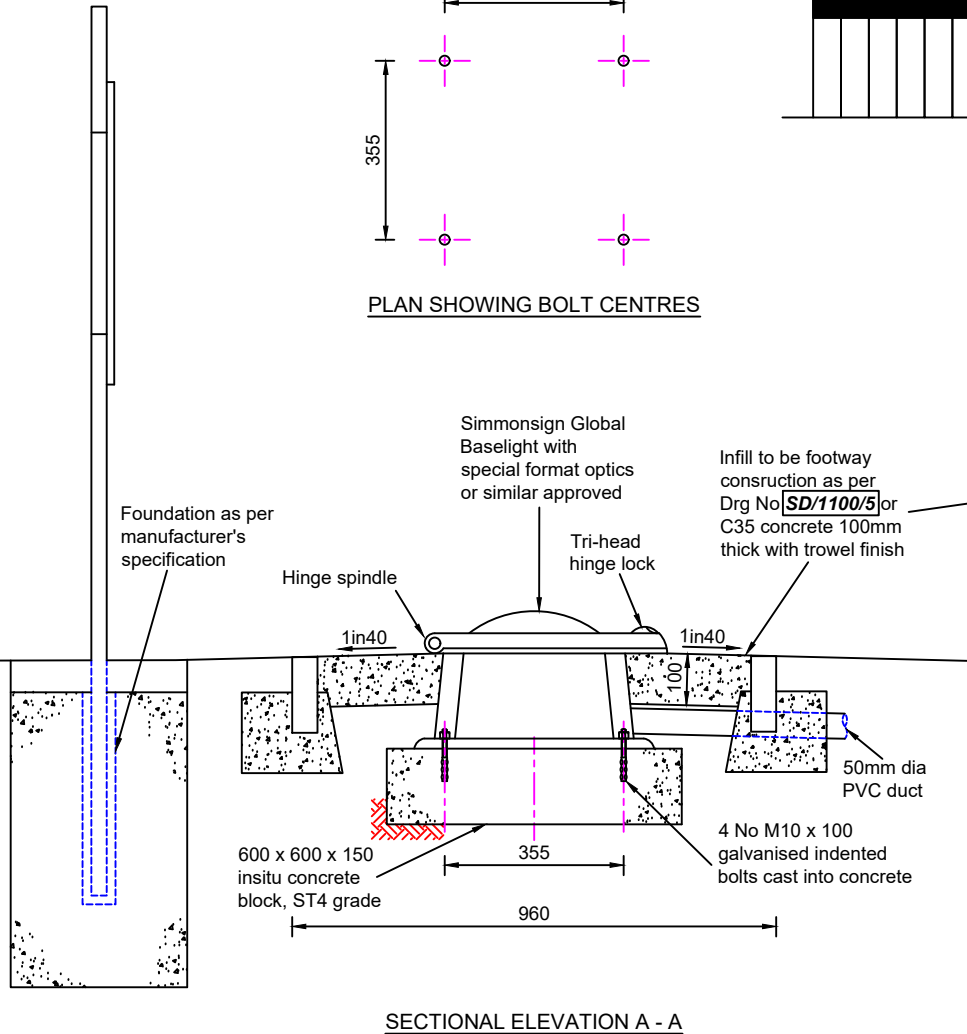 355
PLAN SHOWING BOLT CENTRES
Simmonsign Global
Baselight with
special format optics
or similar approved
Infill to be footway
consruction as per
Drg No SD/1100/5 or
C35 concrete 100mm
thick with trowel finish
Foundation as per
manufacturer's
specification
Tri-head
hinge lock
Hinge spindle
1in40
1in40
100
50mm dia
PVC duct
4 No M10 x 100
galvanised indented
bolts cast into concrete
600 x 600 x 150
insitu concrete
block, ST4 grade
355
960
SECTIONAL ELEVATION A - A